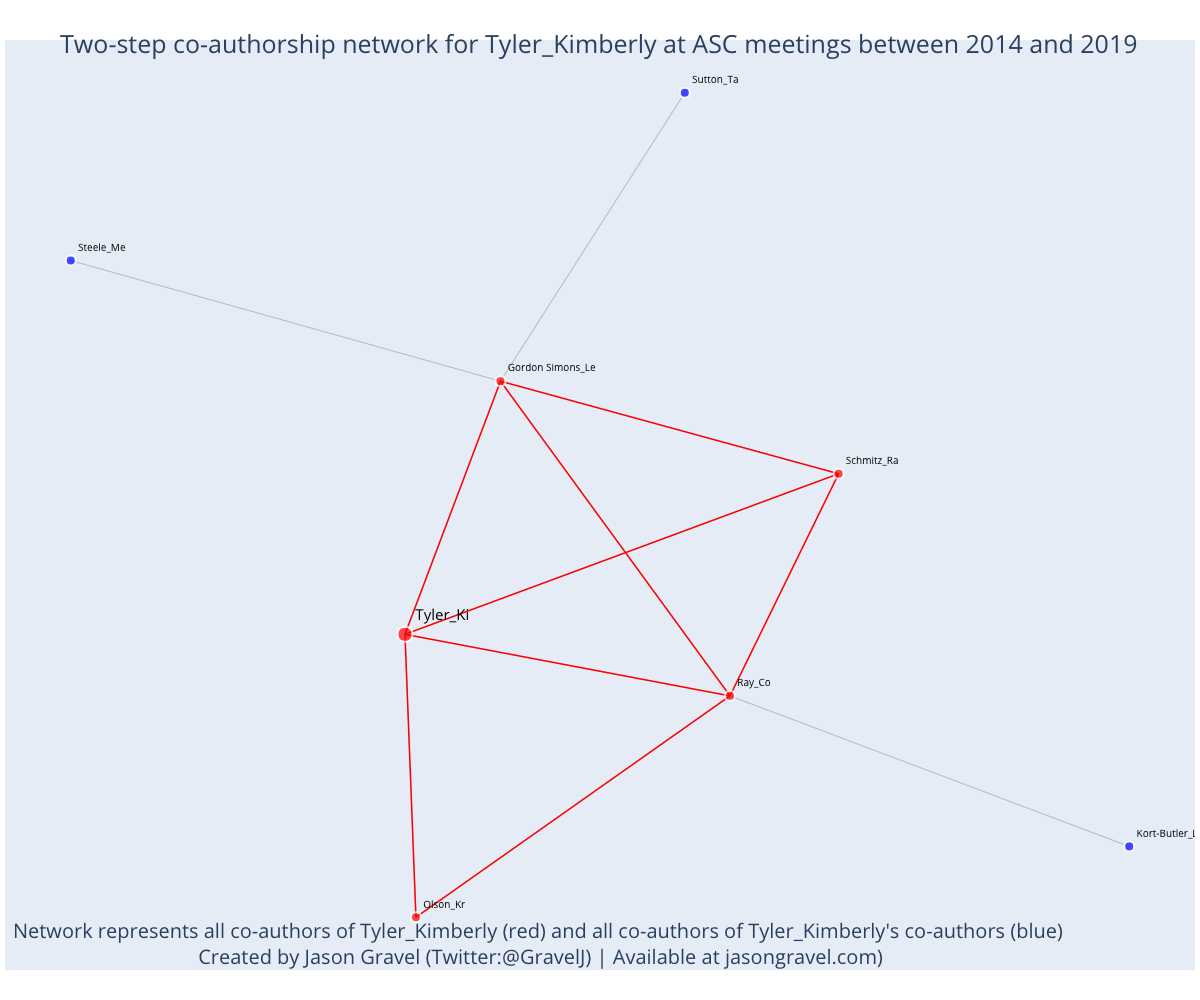 Two-step co-authorship network for Tyler_Kimberly at ASC meetings between 2014 and 2019
Sutton_Ta
Steele_Me
Gordon Simons_Le
Schmitz_Ra
Tyler_Ki
Ray_Co
Kort-Butler_L
Olson_Kr
Network represents all co-authors of Tyler_Kimberly (red) and all co-authors of Tyler_Kimberly's co-authors (blue)
Created by Jason Gravel (Twitter:@GravelJ) | Available at jasongravel.com)